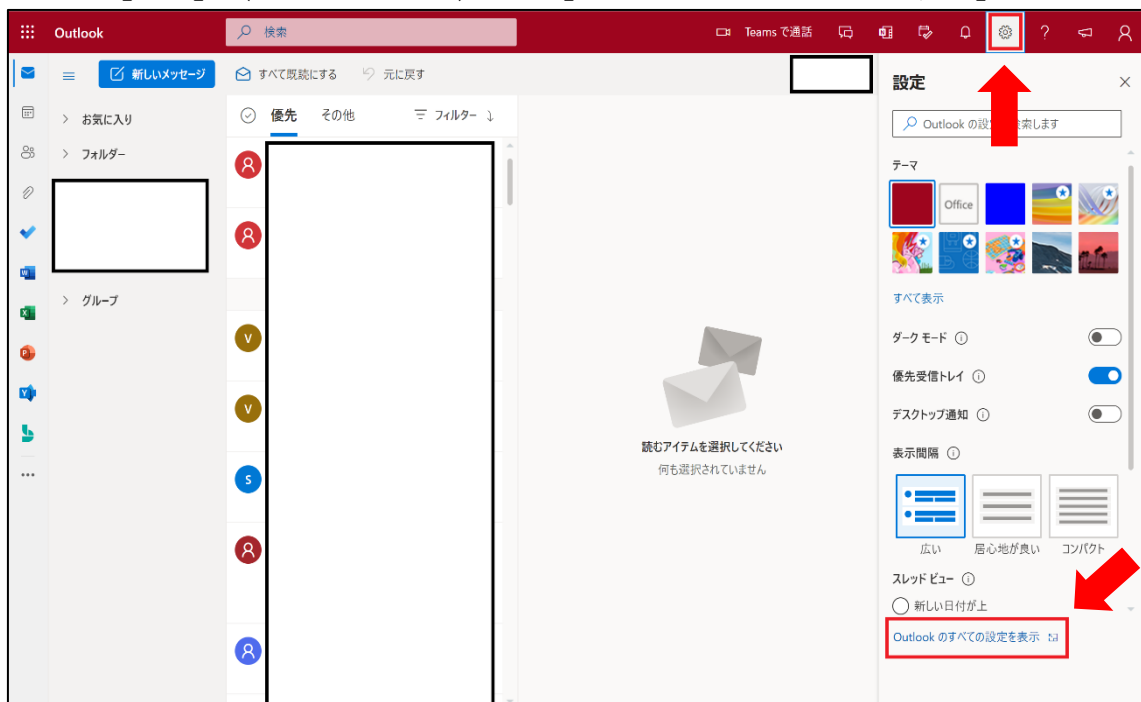 Outlook
検索
Teams で通話
新しいメッセージ
すべて既読にする 元に戻す
お気に入り
フォルダー
グループ
優先 その他 フィルター
V
V
S
読むアイテムを選択してください
何も選択されていません
設定
Outlook の設
索します
テーマ
Office
すべて表示
ダーク モード
優先受信トレイ
デスクトップ通知
表示間隔
広い 居心地が良い コンパクト
スレッド ビュー
新しい日付が上
Outlook のすべての設定を表示